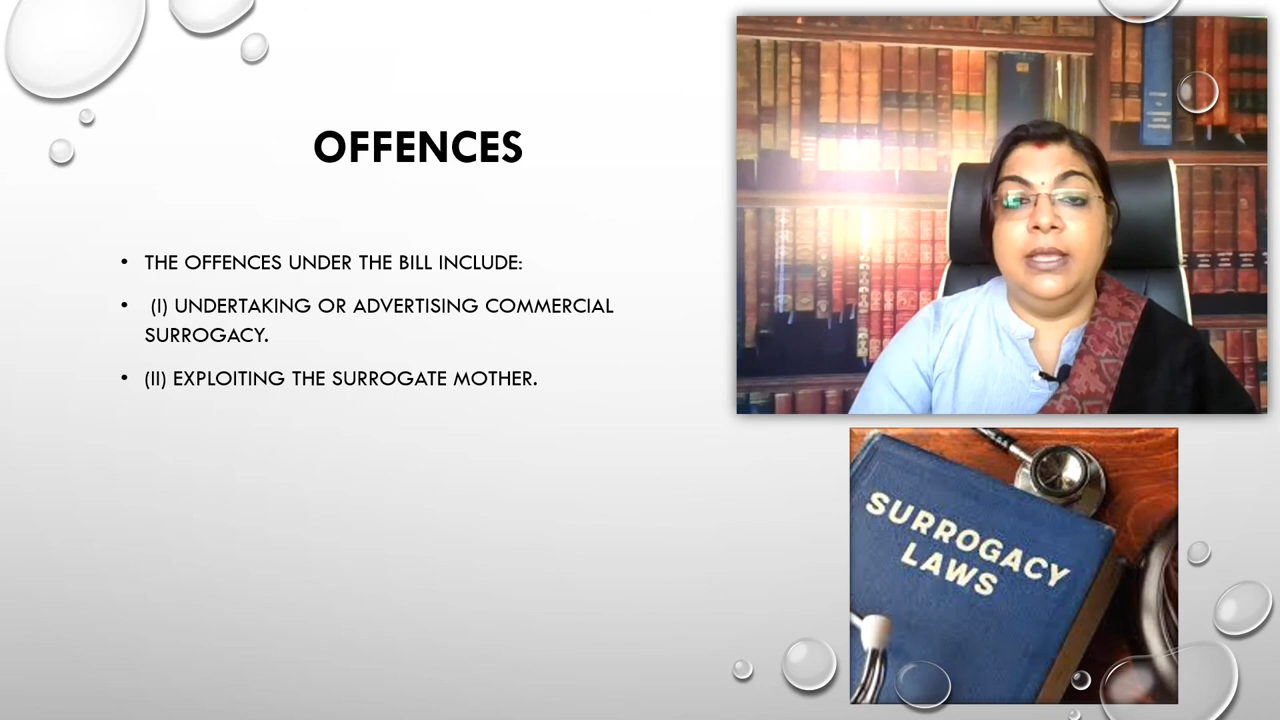 OFFENCES
• THE OFFENCES UNDER THE BILL INCLUDE:
• (I) UNDERTAKING OR ADVERTISING COMMERCIAL
SURROGACY.
• (II) EXPLOITING THE SURROGATE MOTHER.
SURROGACY
LAWS